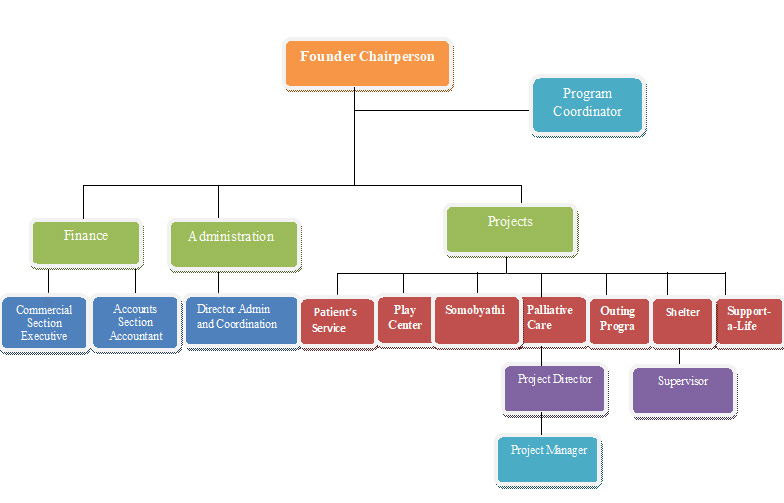 Founder Chairperson
Program
Coordinator
Finance
Administration
Projects
Commercial
Section
Executive
Accounts
Section
Accountant
Director Admin
and Coordination
Patient's
Service
Play
Center
Somobyathi
Palliative
Care
Outing
Progra
Shelter
Support-
a-Life
Project Director
Supervisor
Project Manager